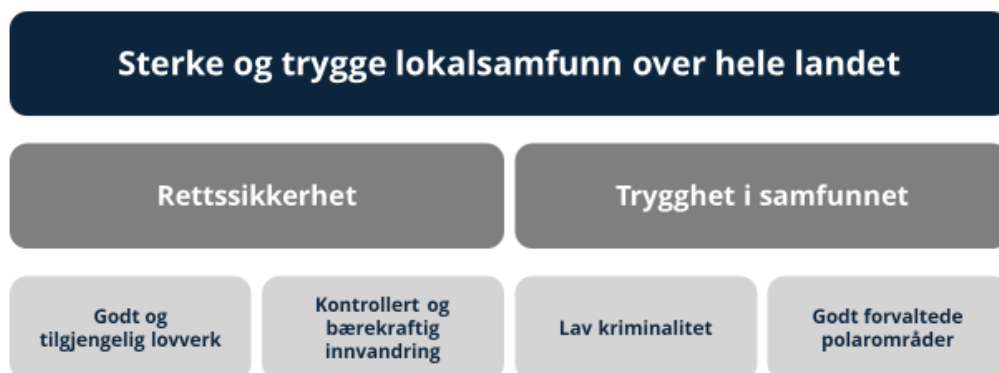 Sterke og trygge lokalsamfunn over hele landet
Rettssikkerhet
Trygghet i samfunnet
Godt og
tilgjengelig lovverk
Kontrollert og
bærekraftig
innvandring
Lav kriminalitet
Godt forvaltede
polarområder